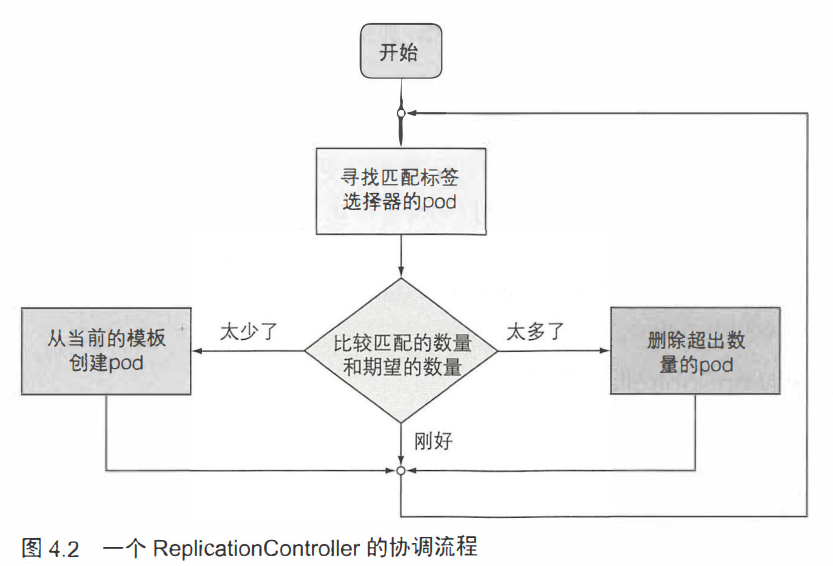 开始
寻找匹配标签
选择器的pod
从当前的模板
创建pod
太少了
比较匹配的数量
和期望的数量
太多了
删除超出数
量的pod
刚好
图 4.2 一个 ReplicationController 的协调流程